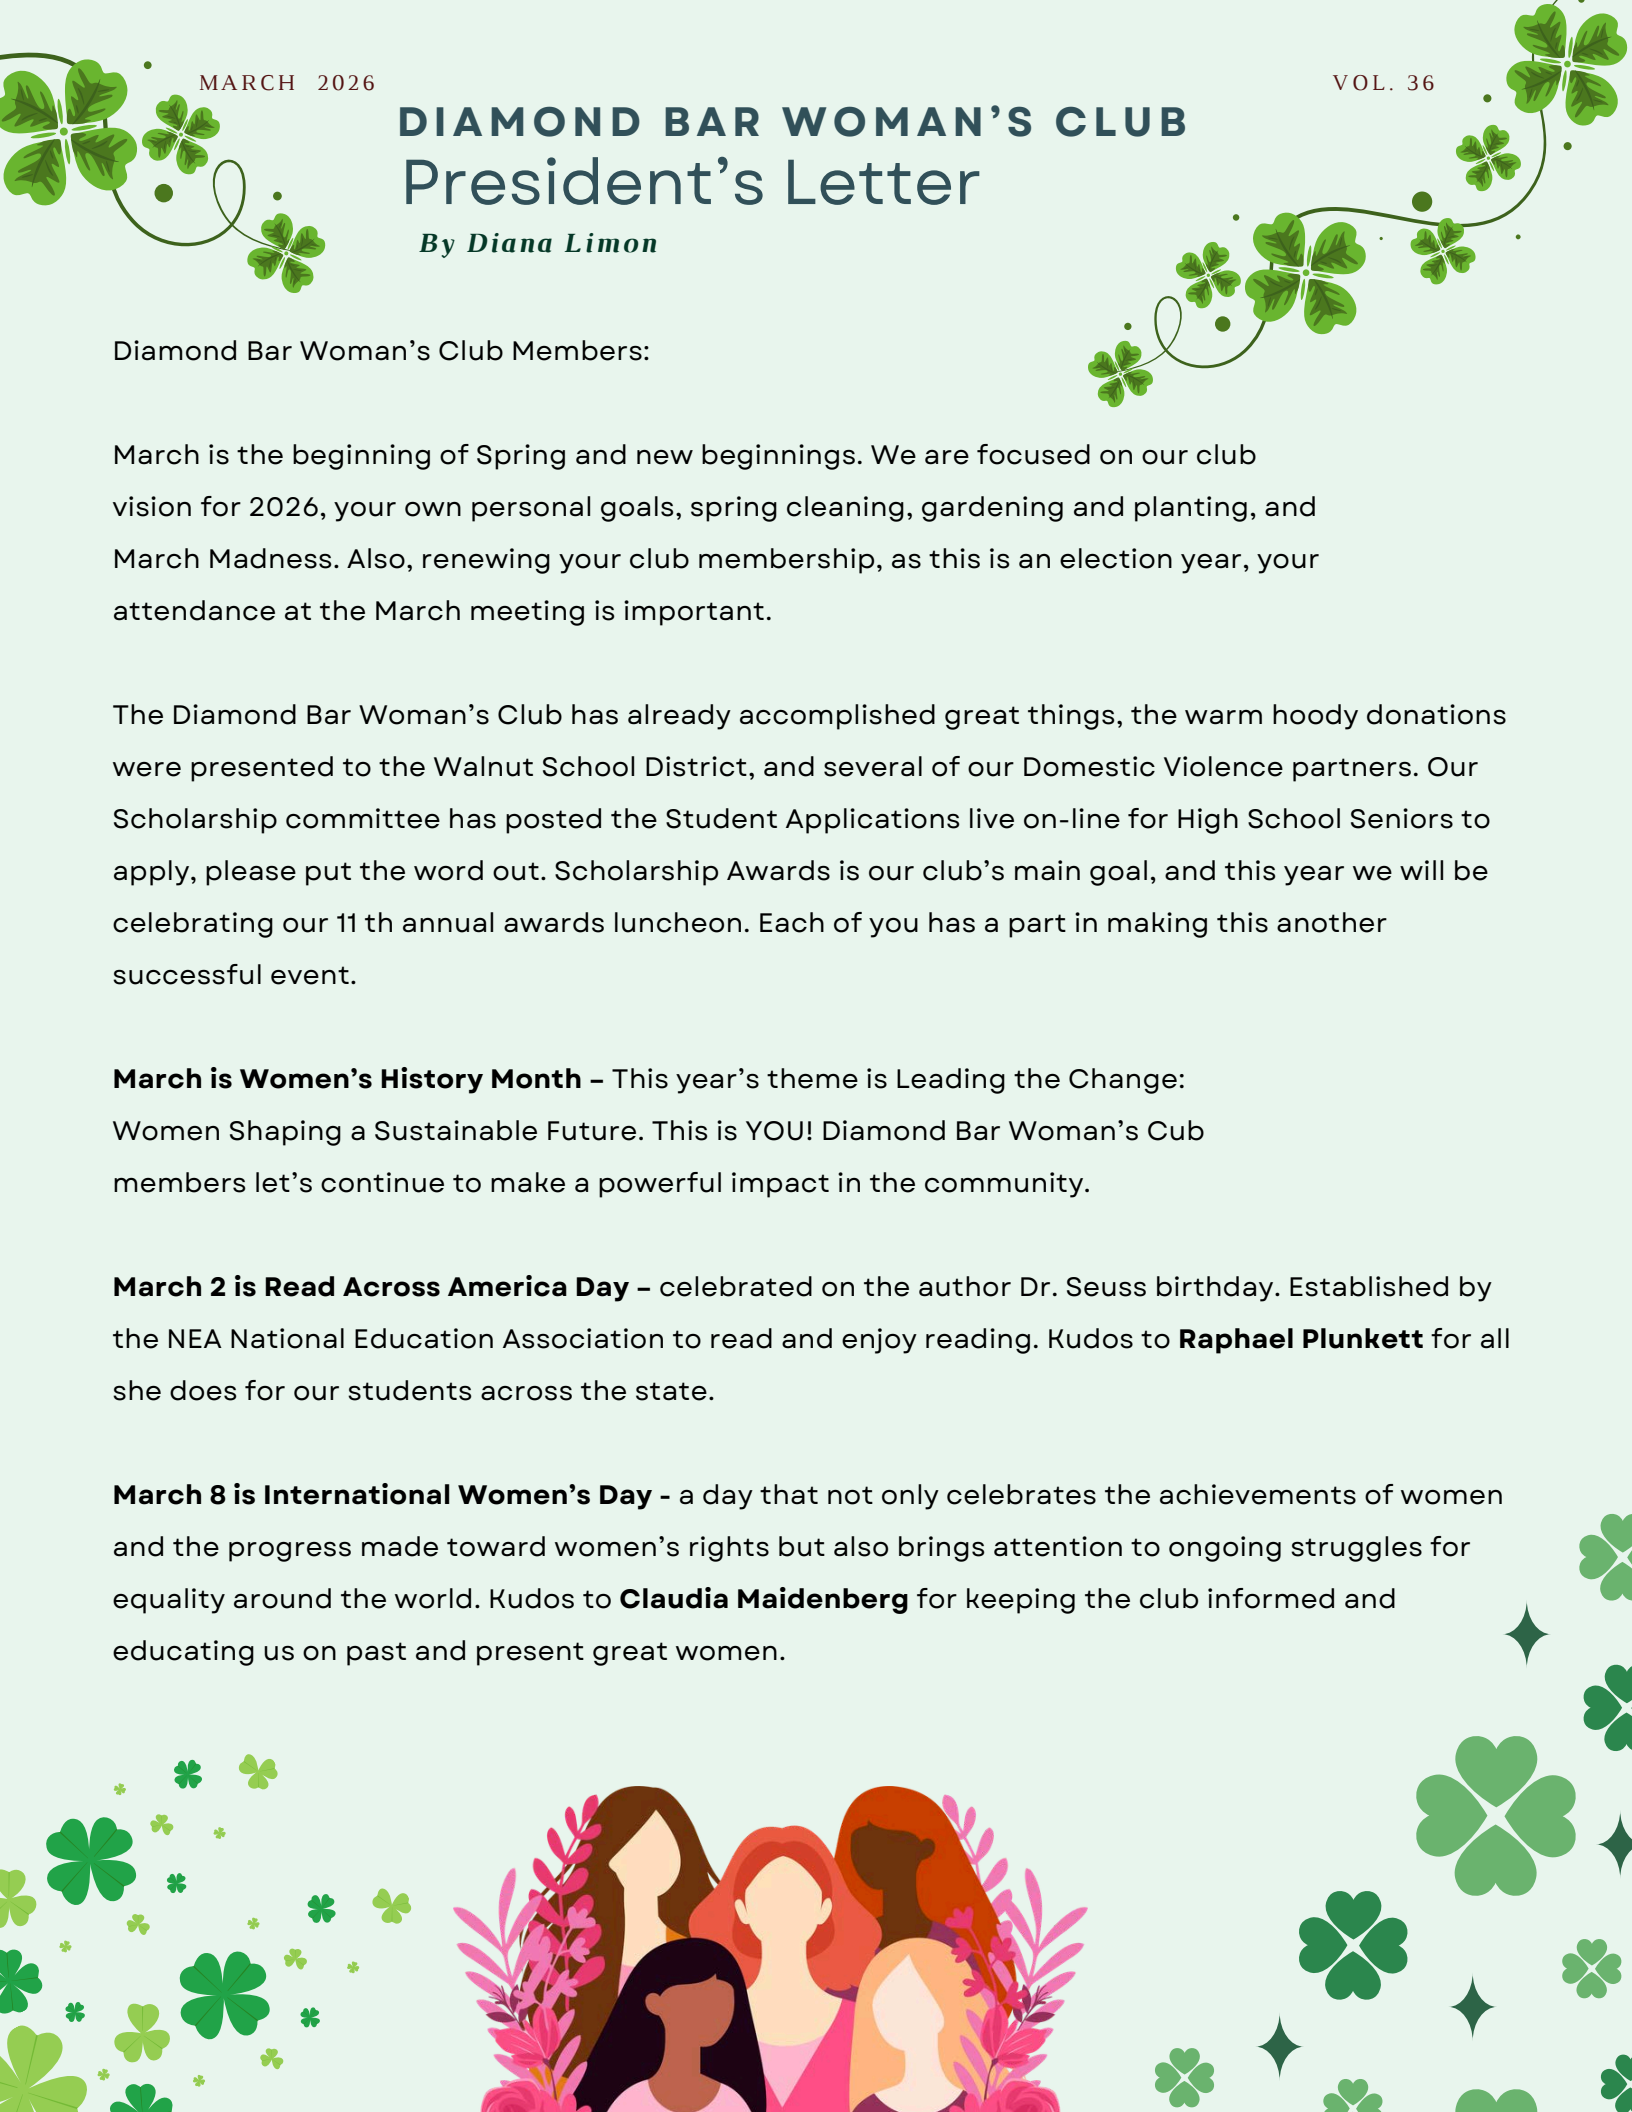 MARCH 2026
VOL. 36
DIAMOND BAR WOMAN’S CLUB
President’s Letter
By Diana Limon
Diamond Bar Woman’s Club Members:
March is the beginning of Spring and new beginnings. We are focused on our club
vision for 2026, your own personal goals, spring cleaning, gardening and planting, and
March Madness. Also, renewing your club membership, as this is an election year, your
attendance at the March meeting is important.
The Diamond Bar Woman’s Club has already accomplished great things, the warm hoody donations
were presented to the Walnut School District, and several of our Domestic Violence partners. Our
Scholarship committee has posted the Student Applications live on-line for High School Seniors to
apply, please put the word out. Scholarship Awards is our club’s main goal, and this year we will be
celebrating our 11 th annual awards luncheon. Each of you has a part in making this another
successful event.
March is Women’s History Month – This year’s theme is Leading the Change:
Women Shaping a Sustainable Future. This is YOU! Diamond Bar Woman’s Cub
members let’s continue to make a powerful impact in the community.
March 2 is Read Across America Day – celebrated on the author Dr. Seuss birthday. Established by
the NEA National Education Association to read and enjoy reading. Kudos to Raphael Plunkett for all
she does for our students across the state.
March 8 is International Women’s Day - a day that not only celebrates the achievements of women
and the progress made toward women’s rights but also brings attention to ongoing struggles for
equality around the world. Kudos to Claudia Maidenberg for keeping the club informed and
educating us on past and present great women.